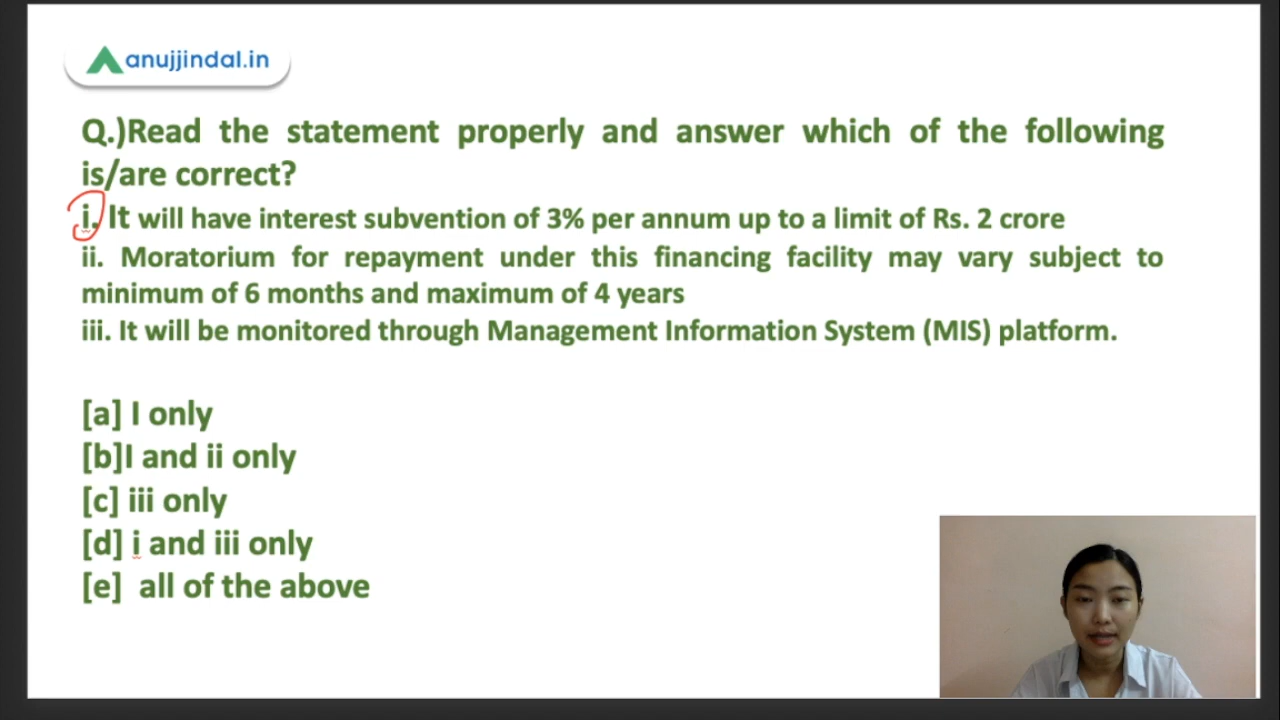 anujjindal.in
Q.)Read the statement properly and answer which of the following
is/are correct?
i. It will have interest subvention of 3% per annum up to a limit of Rs. 2 crore
ii. Moratorium for repayment under this financing facility may vary subject to
minimum of 6 months and maximum of 4 years
iii. It will be monitored through Management Information System (MIS) platform.
[a] I only
[b]I and ii only
[c] iii only
[d] i and iii only
[e] all of the above